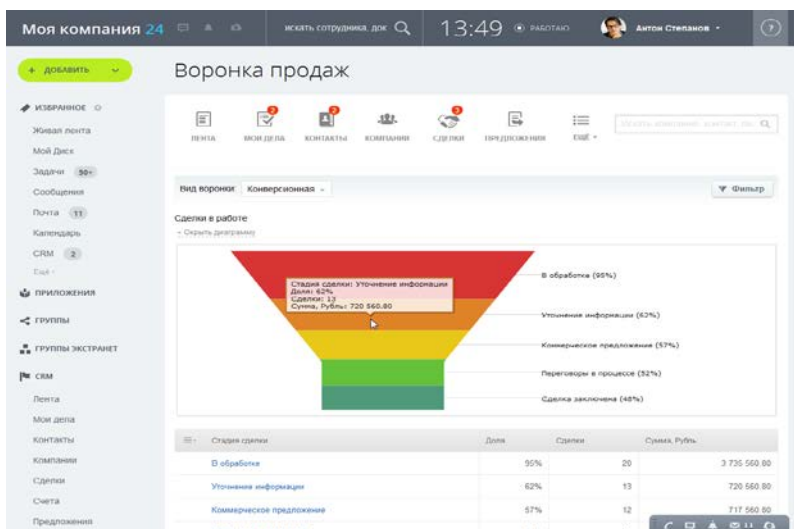 Моя компания 24
искать сотрудника, док
13:49
РАБОТАЮ
Антон Степанов
?
+ ДОБАВИТЬ
Воронка продаж
ИЗБРАННОЕ
Живая лента
Мой Диск
Задачи 50+
Сообщения
Почта 11
Календарь
CRM 2
Ещё
ПРИЛОЖЕНИЯ
ГРУППЫ
ГРУППЫ ЭКСТРАНЕТ
CRM
Лента
Мои дела
Контакты
Компании
Сделки
Счета
Предложения
ЛЕНТА
2
МОИ ДЕЛА
2
КОНТАКТЫ
КОМПАНИИ
3
СДЕЛКИ
ПРЕДЛОЖЕНИЯ
ЕЩЁ
Вид воронки: Конверсионная
Фильтр
Сделки в работе
Скрыть диаграмму
Стадия сделки: Уточнение информации
Доля: 62%
Сделки: 13
Сумма, Рубль: 720 560.80
В обработке (95%)
Уточнение информации (62%)
Коммерческое предложение (57%)
Переговоры в процессе (52%)
Сделка заключена (48%)
Стадия сделки Доля Сделки Сумма, Рубль
В обработке 95% 20 3 735 560.80
Уточнение информации 62% 13 720 560.80
Коммерческое предложение 57% 12 717 560.80